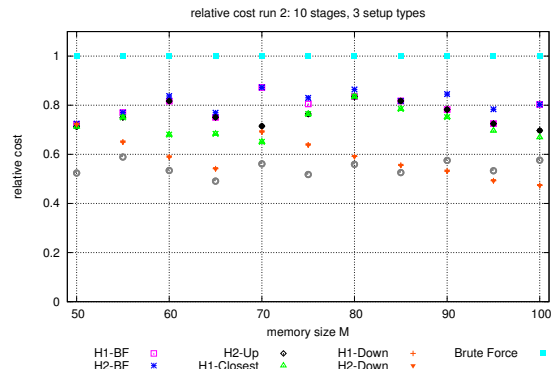 relative cost run 2: 10 stages, 3 setup types
1
0.8
0.6
0.4
0.2
0
relative cost
50 60 70 80 90 100
memory size M
H1-BF H2-Up H1-Down Brute Force
H2-BF H1-Closest H2-Down